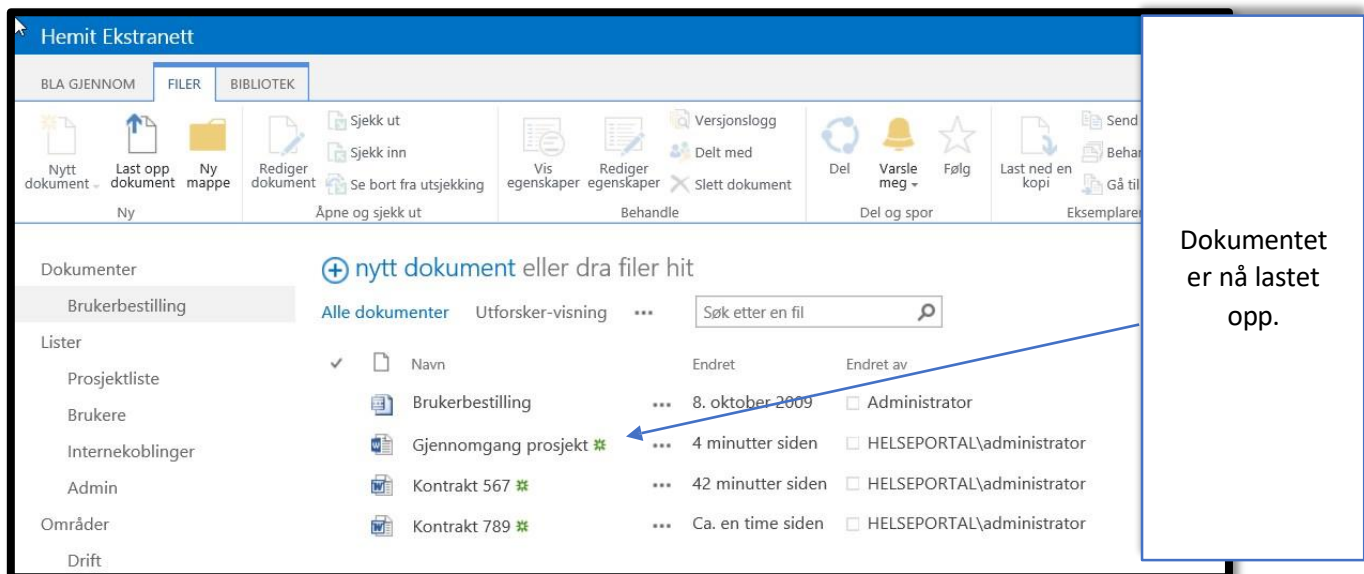 Hemit Ekstranett
BLA GJENNOM FILER BIBLIOTEK
Nytt dokument
Last opp dokument
Ny mappe
Ny
Rediger dokument
Sjekk ut
Sjekk inn
Se bort fra utsjekking
Åpne og sjekk ut
Vis egenskaper
Rediger egenskaper
Versjonslogg
Delt med
Slett dokument
Behandle
Del
Varsle meg
Følg
Del og spor
Last ned en kopi
Send
Gå til
nytt dokument eller dra filer hit
Alle dokumenter Utforsker-visning ... Søk etter en fil
Dokumenter
Brukerbestilling
Lister
Prosjektliste
Brukere
Internekoblinger
Admin
Områder
Drift
Navn Endret Endret av
Brukerbestilling ... 8. oktober 2009 Administrator
Gjennomgang prosjekt ... 4 minutter siden HELSEPORTAL\administrator
Kontrakt 567 ... 42 minutter siden HELSEPORTAL\administrator
Kontrakt 789 ... Ca. en time siden HELSEPORTAL\administrator
Dokumentet
er nå lastet
opp.